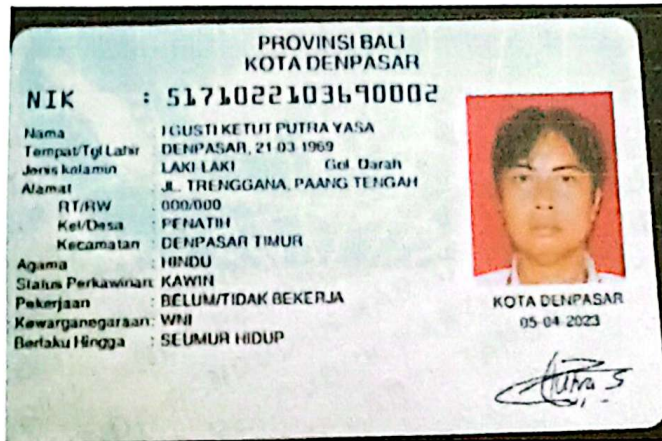 PROVINSI BALI
KOTA DENPASAR
NIK : 5171022103690002
Nama : I GUSTI KETUT PUTRA YASA
Tempat/Tgl Lahir : DENPASAR, 21 03 1969
Jenis kelamin : LAKI LAKI Gol. Darah
Alamat : JL. TRENGGANA, PAANG TENGAH
RT/RW : 000/000
Kel/Desa : PENATIH
Kecamatan : DENPASAR TIMUR
Agama : HINDU
Status Perkawinan: KAWIN
Pekerjaan : BELUM/TIDAK BEKERJA
Kewarganegaraan: WNI
Berlaku Hingga : SEUMUR HIDUP
KOTA DENPASAR
05-04-2023